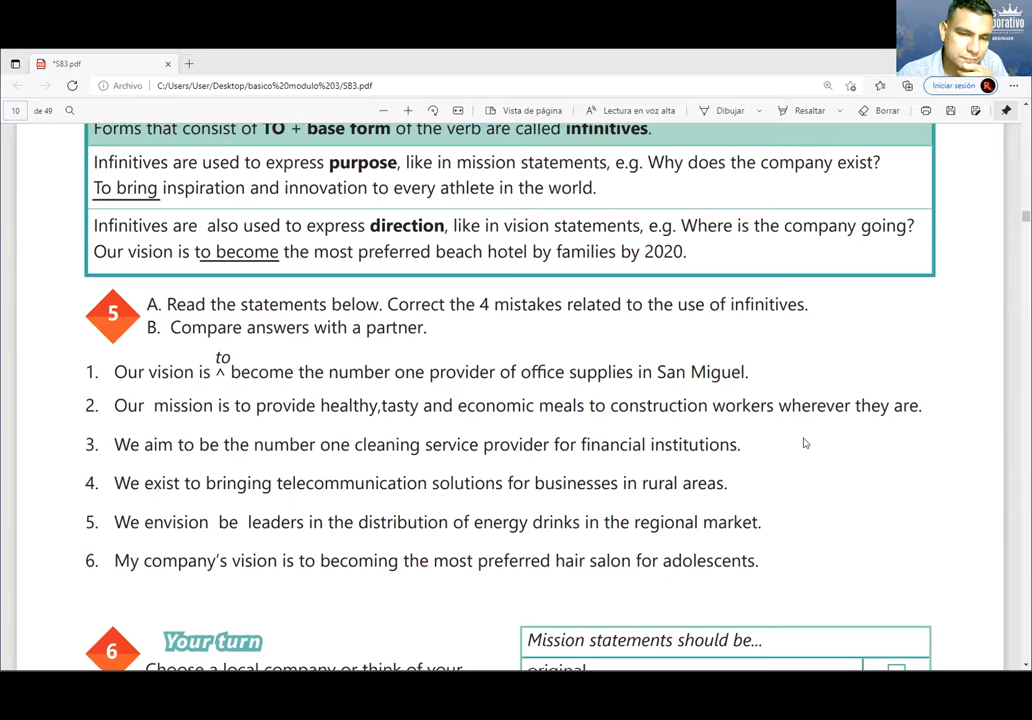 *SB3.pdf
Archivo C:/Users/User/Desktop/basico%20modulo%203/SB3.pdf Iniciar sesión
10 de 49 Vista de página Lectura en voz alta Dibujar Resaltar Borrar
orativo
BEGINNER
Forms that consist of TO + base form of the verb are called infinitives.
Infinitives are used to express purpose, like in mission statements, e.g. Why does the company exist?
To bring inspiration and innovation to every athlete in the world.
Infinitives are also used to express direction, like in vision statements, e.g. Where is the company going?
Our vision is to become the most preferred beach hotel by families by 2020.
5
A. Read the statements below. Correct the 4 mistakes related to the use of infinitives.
B. Compare answers with a partner.
to
1. Our vision is ^ become the number one provider of office supplies in San Miguel.
2. Our mission is to provide healthy,tasty and economic meals to construction workers wherever they are.
3. We aim to be the number one cleaning service provider for financial institutions.
4. We exist to bringing telecommunication solutions for businesses in rural areas.
5. We envision be leaders in the distribution of energy drinks in the regional market.
6. My company's vision is to becoming the most preferred hair salon for adolescents.
6 Your turn
Choose a local company or think of your
Mission statements should be...
original